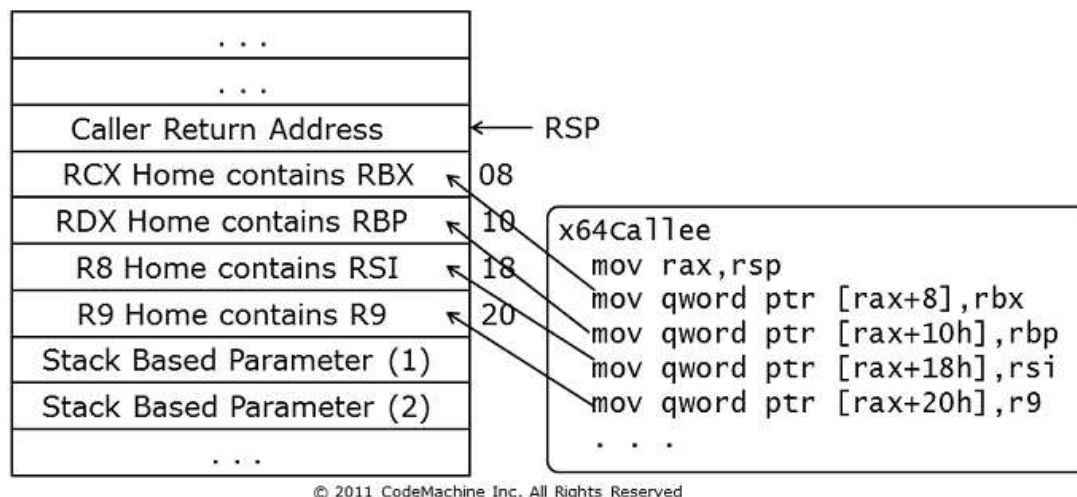 . . .
. . .
Caller Return Address
RSP
RCX Home contains RBX
08
RDX Home contains RBP
10
R8 Home contains RSI
18
R9 Home contains R9
20
Stack Based Parameter (1)
Stack Based Parameter (2)
. . .
x64Callee
mov rax,rsp
mov qword ptr [rax+8],rbx
mov qword ptr [rax+10h],rbp
mov qword ptr [rax+18h],rsi
mov qword ptr [rax+20h],r9
. . .
© 2011 CodeMachine Inc. All Rights Reserved